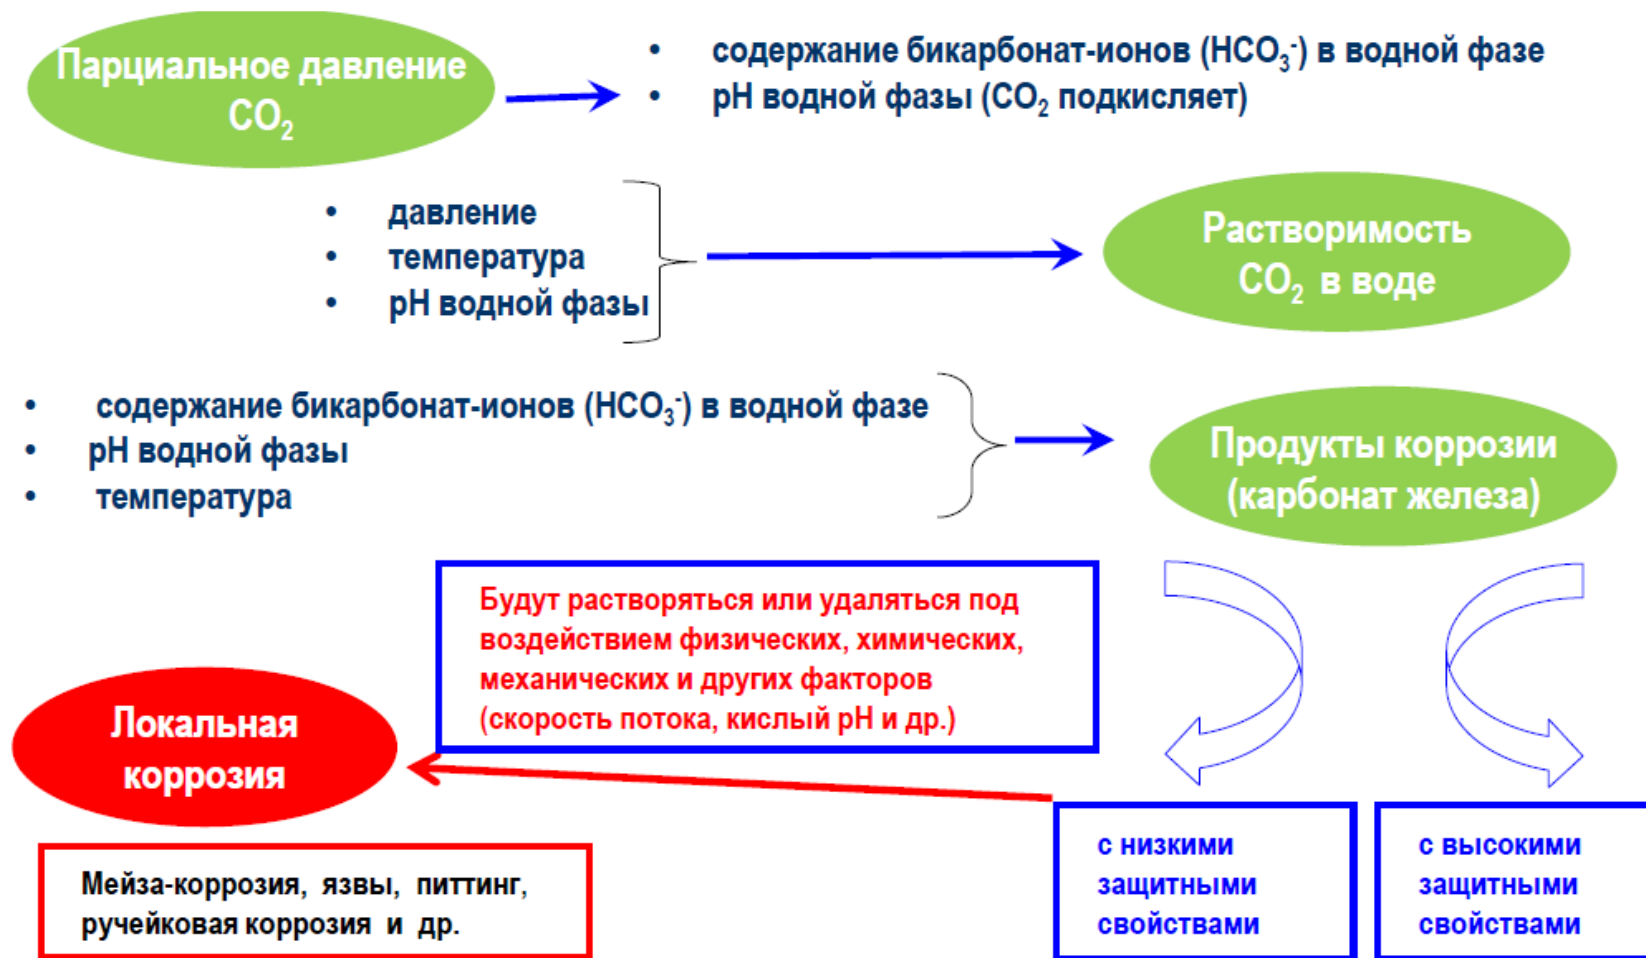 Парциальное давление
CO₂
• содержание бикарбонат-ионов (HCO₃⁻) в водной фазе
• pH водной фазы (CO₂ подкисляет)
• давление
• температура
• pH водной фазы
Растворимость
CO₂ в воде
• содержание бикарбонат-ионов (HCO₃⁻) в водной фазе
• pH водной фазы
• температура
Продукты коррозии
(карбонат железа)
Будут растворяться или удаляться под
воздействием физических, химических,
механических и других факторов
(скорость потока, кислый pH и др.)
Локальная
коррозия
Мейза-коррозия, язвы, питтинг,
ручейковая коррозия и др.
с низкими
защитными
свойствами
с высокими
защитными
свойствами